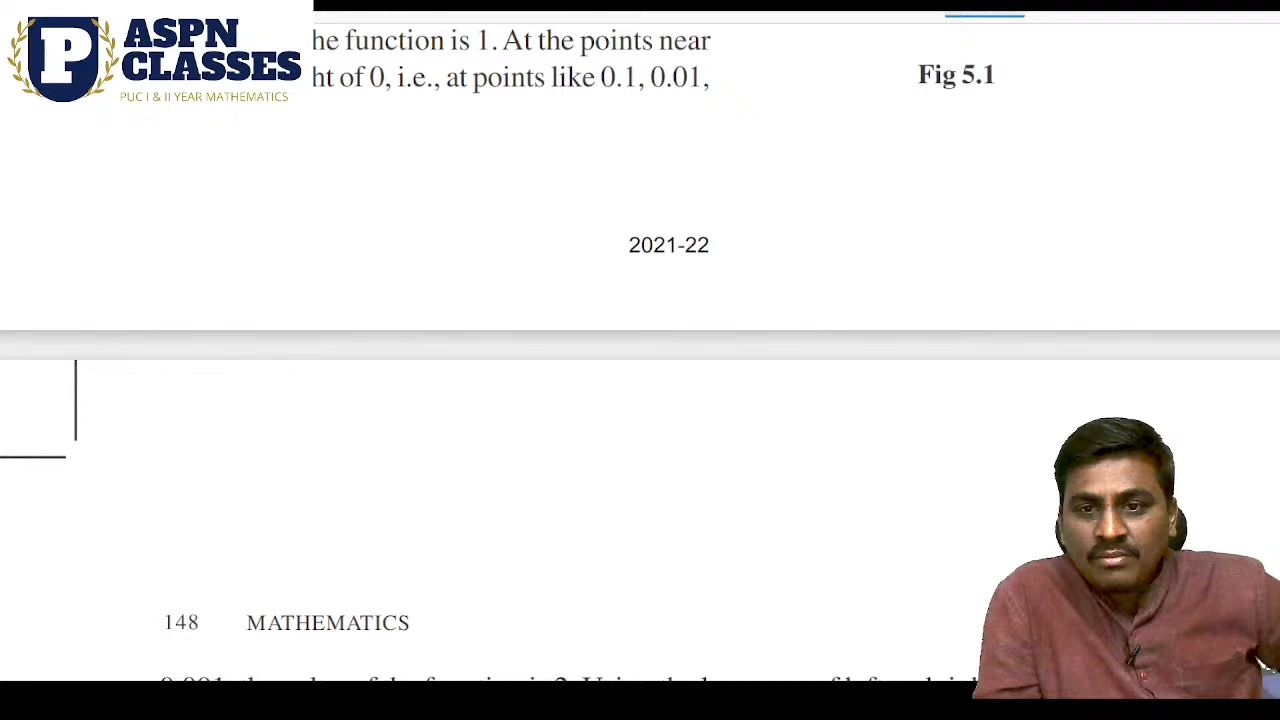 ASPN
CLASSES
PUC I & II YEAR MATHEMATICS
he function is 1. At the points near
ht of 0, i.e., at points like 0.1, 0.01,
Fig 5.1
2021-22
148 MATHEMATICS